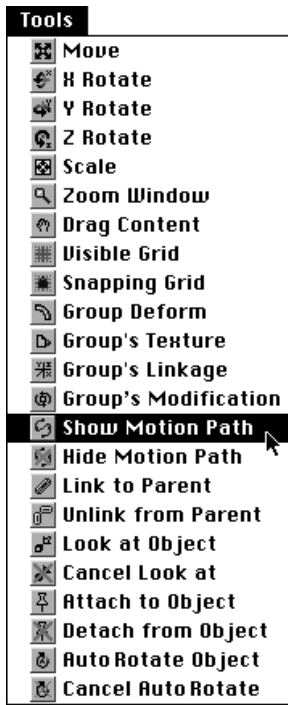 Tools
Move
X Rotate
Y Rotate
Z Rotate
Scale
Zoom Window
Drag Content
Visible Grid
Snapping Grid
Group Deform
Group's Texture
Group's Linkage
Group’s Modification
Show Motion Path
Hide Motion Path
Link to Parent
Unlink from Parent
Look at Object
Cancel Look at
Attach to Object
Detach from Object
Auto Rotate Object
Cancel Auto Rotate